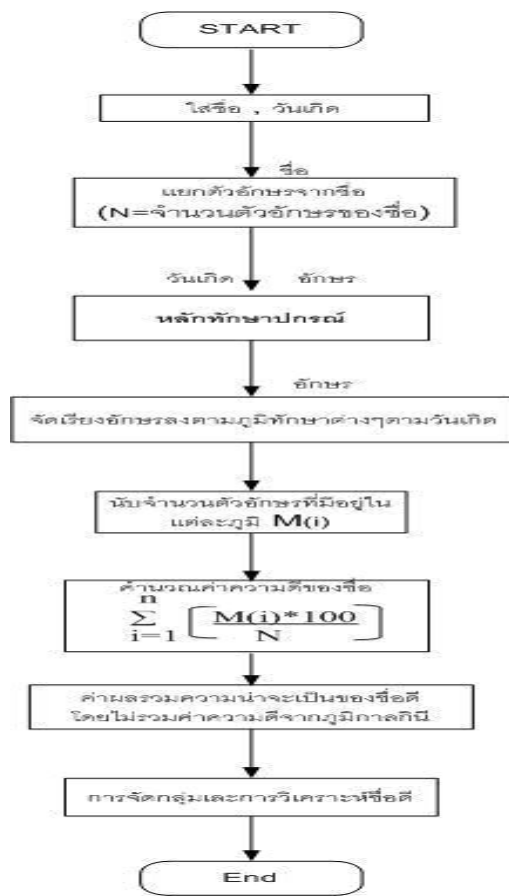 START
ใส่ชื่อ , วันเกิด
ชื่อ
แยกตัวอักษรจากชื่อ
(N=จำนวนตัวอักษรของชื่อ)
วันเกิด อักษร
หลักทักษาปกรณ์
อักษร
จัดเรียงอักษรลงตามภูมิทักษาต่างๆตามวันเกิด
นับจำนวนตัวอักษรที่มีอยู่ใน
แต่ละภูมิ M(i)
คำนวณค่าความดีของชื่อ
n
∑ [ M(i)*100
i=1 N ]
ค่าผลรวมความน่าจะเป็นของชื่อดี
โดยไม่รวมค่าความดีจากภูมิกาลกินี
การจัดกลุ่มและการวิเคราะห์ชื่อดี
End